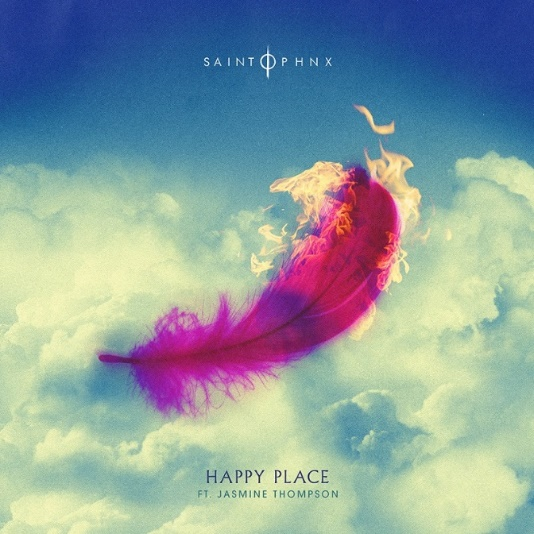 SAINT PHNX
HAPPY PLACE
FT. JASMINE THOMPSON